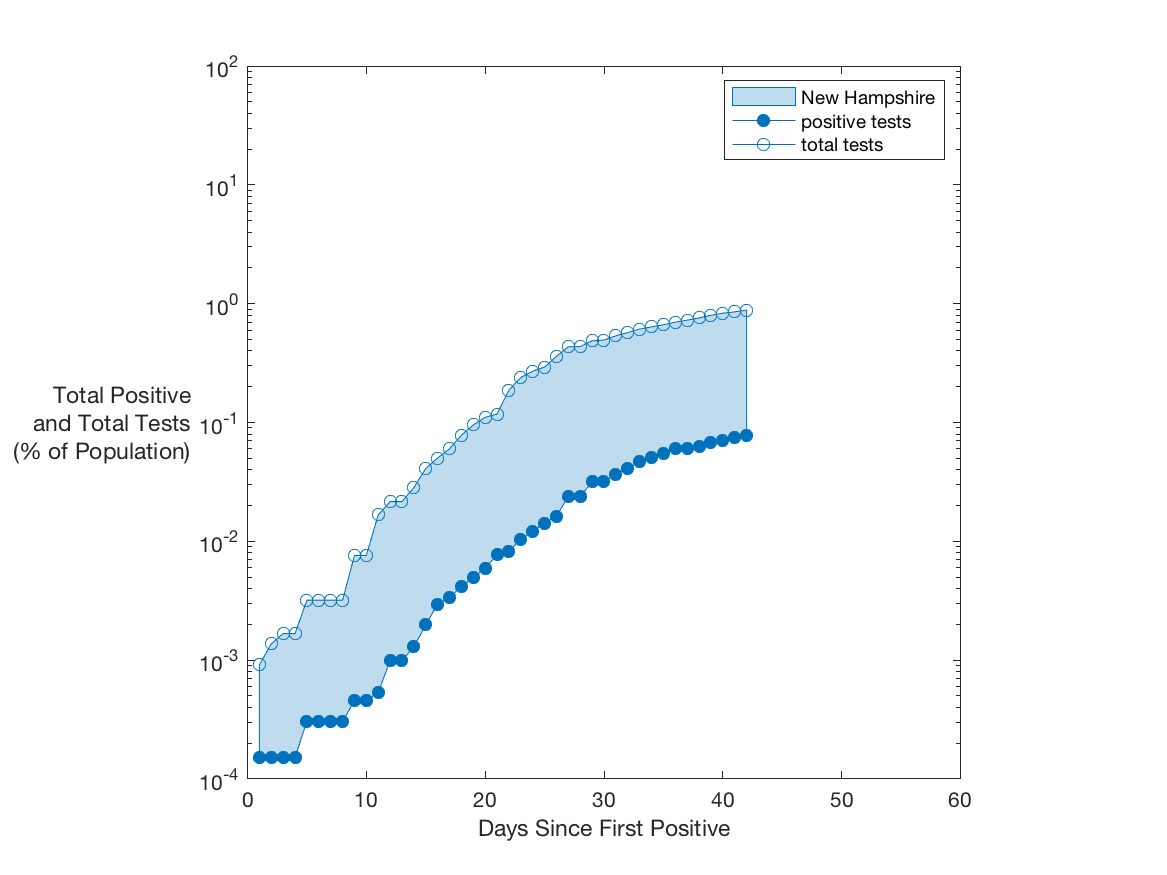 10^2
10^1
10^0
10^-1
10^-2
10^-3
10^-4
Total Positive
and Total Tests
(% of Population)
New Hampshire
positive tests
total tests
0 10 20 30 40 50 60
Days Since First Positive